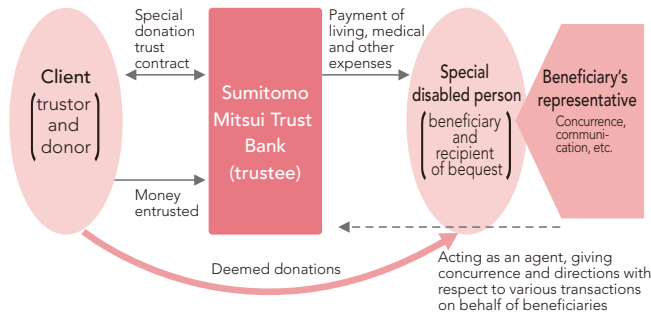 Special
donation
trust
contract
Payment of
living, medical
and other
expenses
Client
(trustor
and
donor)
Sumitomo
Mitsui Trust
Bank
(trustee)
Special
disabled person
(beneficiary
and
recipient
of bequest)
Beneficiary's
representative
Concurrence,
communi-
cation, etc.
Money
entrusted
Deemed donations
Acting as an agent, giving
concurrence and directions with
respect to various transactions
on behalf of beneficiaries